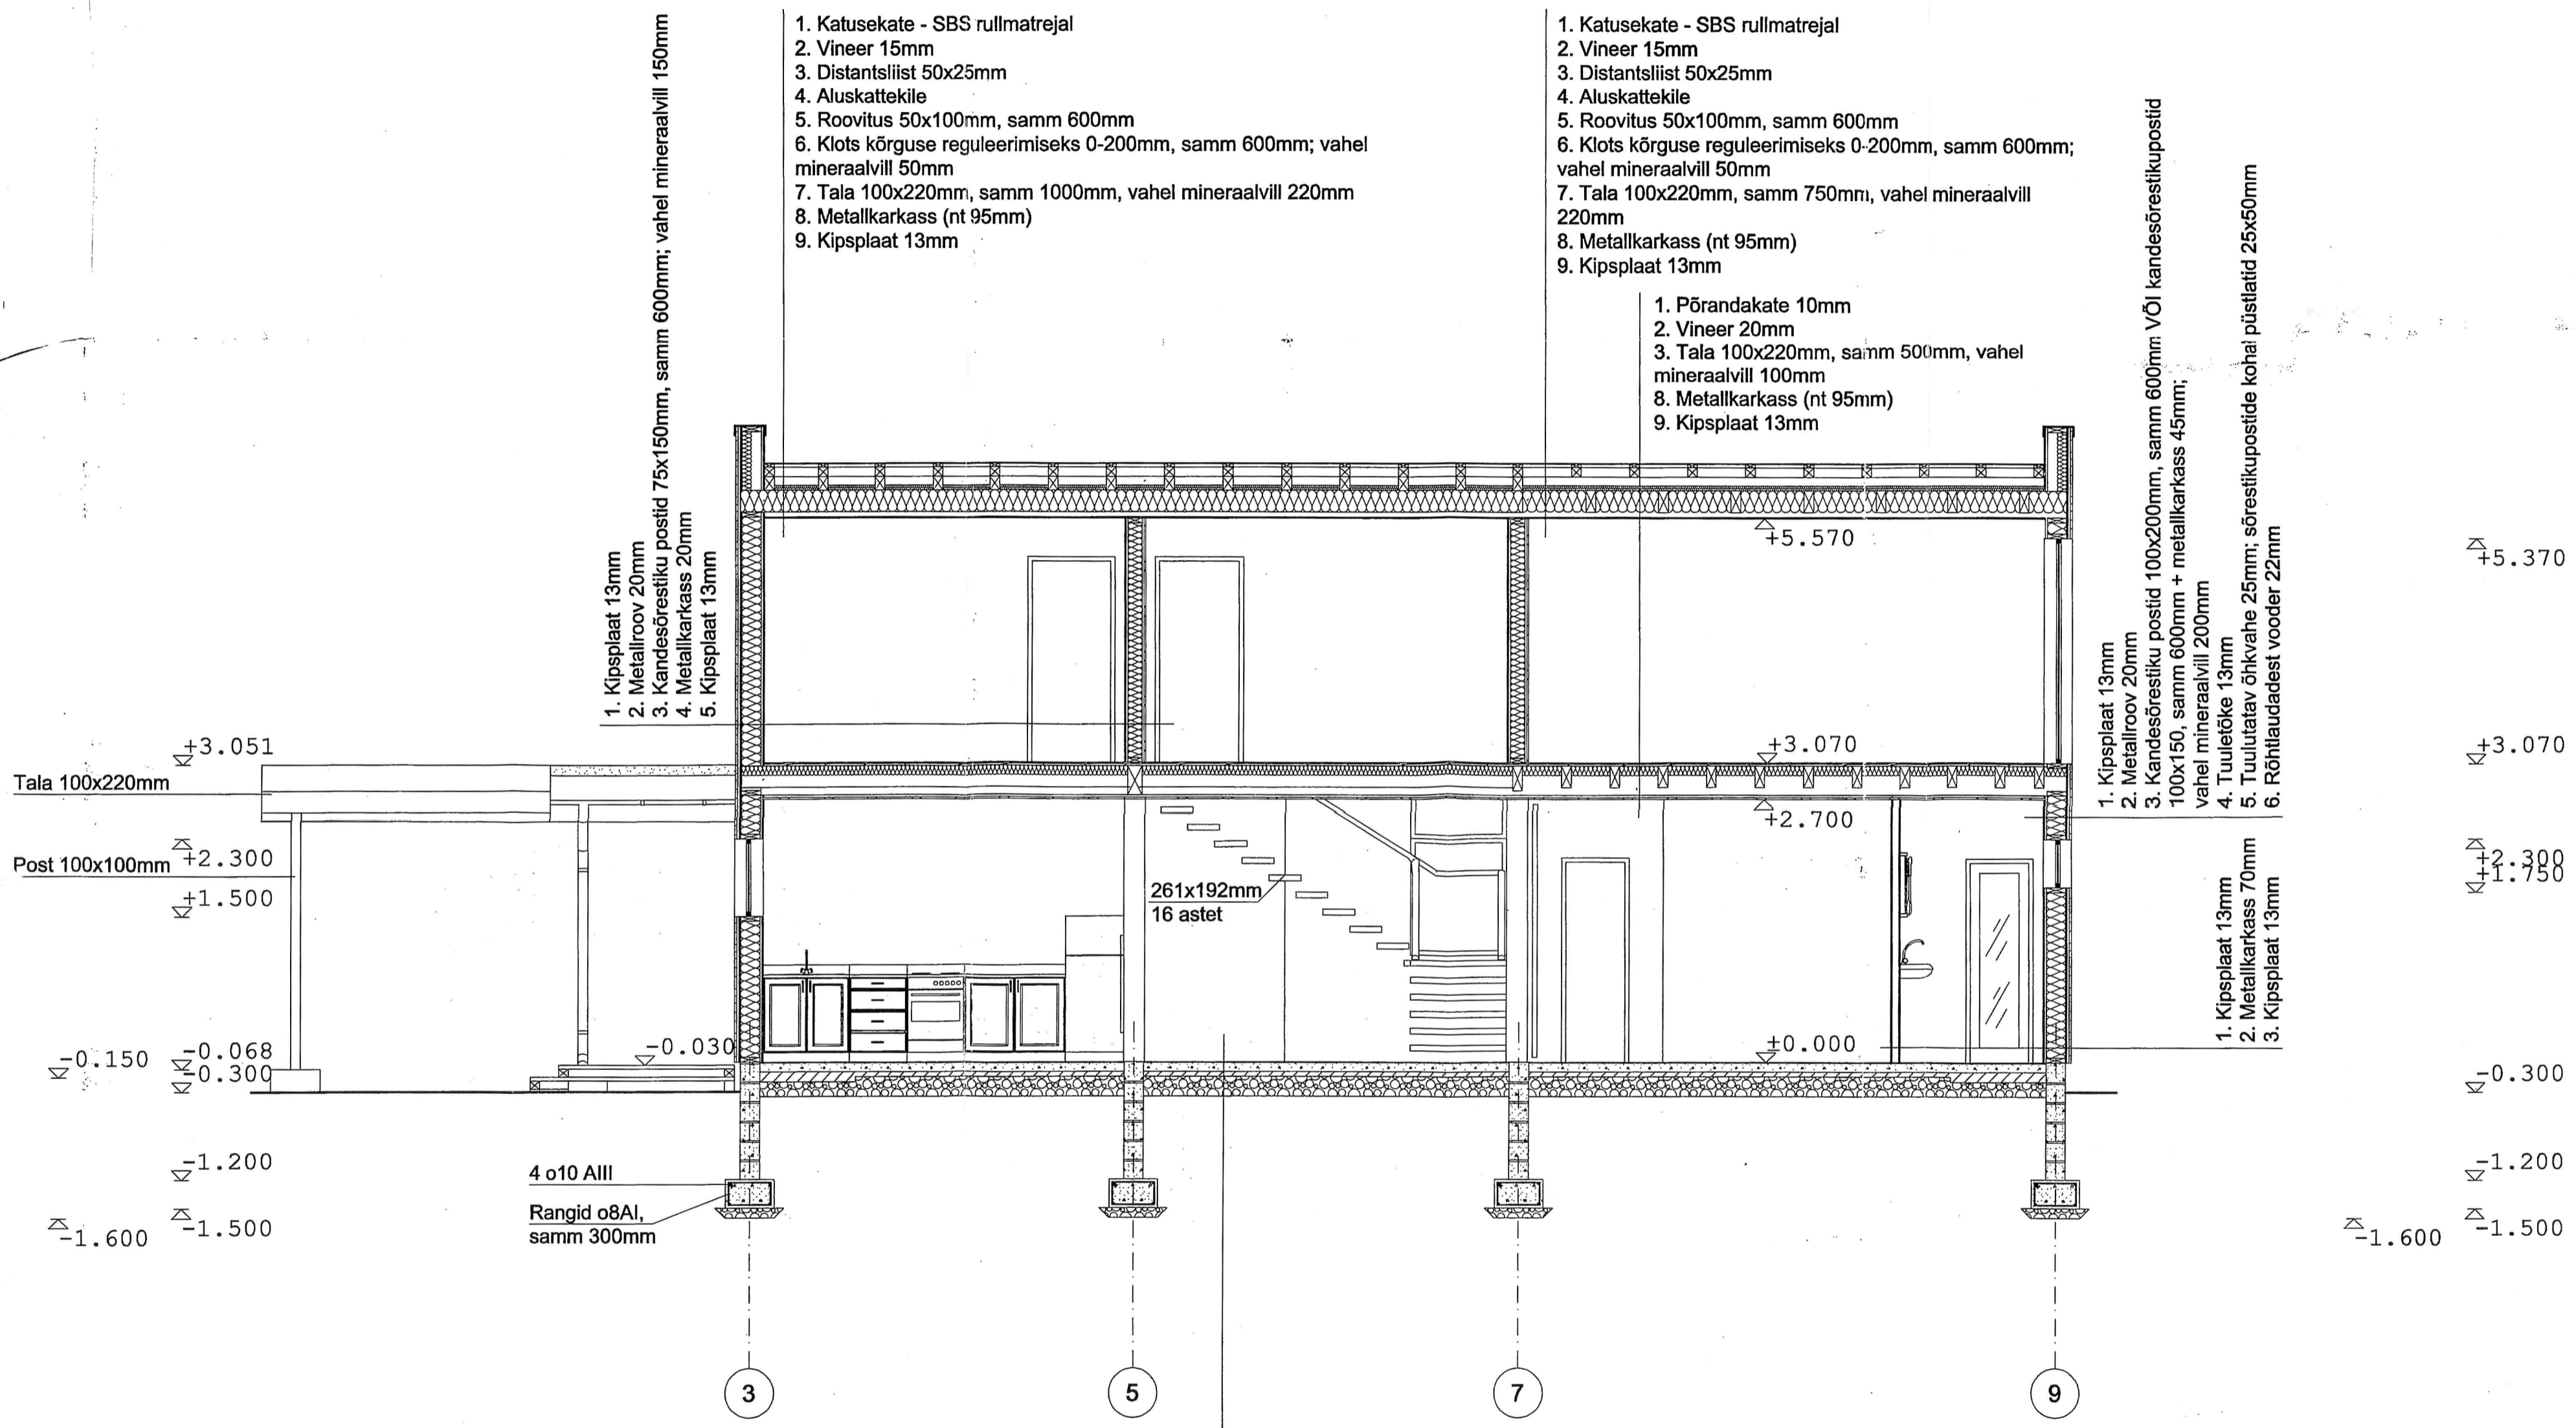 1. Katusekate - SBS rullmatrejal
2. Vineer 15mm
3. Distantsliist 50x25mm
4. Aluskattekile
5. Roovitus 50x100mm, samm 600mm
6. Klots kõrguse reguleerimiseks 0-200mm, samm 600mm; vahel
mineraalvill 50mm
7. Tala 100x220mm, samm 1000mm, vahel mineraalvill 220mm
8. Metallkarkass (nt 95mm)
9. Kipsplaat 13mm
1. Katusekate - SBS rullmatrejal
2. Vineer 15mm
3. Distantsliist 50x25mm
4. Aluskattekile
5. Roovitus 50x100mm, samm 600mm
6. Klots kõrguse reguleerimiseks 0-200mm, samm 600mm;
vahel mineraalvill 50mm
7. Tala 100x220mm, samm 750mm, vahel mineraalvill
220mm
8. Metallkarkass (nt 95mm)
9. Kipsplaat 13mm
1. Põrandakate 10mm
2. Vineer 20mm
3. Tala 100x220mm, samm 500mm, vahel
mineraalvill 100mm
8. Metallkarkass (nt 95mm)
9. Kipsplaat 13mm
1. Kipsplaat 13mm
2. Metallroov 20mm
3. Kandesõrestiku postid 75x150mm, samm 600mm; vahel mineraalvill 150mm
4. Metallkarkass 20mm
5. Kipsplaat 13mm
1. Kipsplaat 13mm
2. Metallroov 20mm
3. Kandesõrestiku postid 100x200mm, samm 600mm VÕI kandesõrestikupostid
100x150, samm 600mm + metallkarkass 45mm;
vahel mineraalvill 200mm
4. Tuuletõke 13mm
5. Tuulutatav õhkvahe 25mm; sõrestikupostide kohal püstlatid 25x50mm
6. Rõhtlaudadest vooder 22mm
1. Kipsplaat 13mm
2. Metallkarkass 70mm
3. Kipsplaat 13mm
+5.570
+5.370
+3.051
+3.070
+3.070
Tala 100x220mm
+2.700
+2.300
+2.300
Post 100x100mm
+1.750
+1.500
261x192mm
16 astet
-0.030
±0.000
-0.150
-0.068
-0.300
-0.300
4 o10 AIII
-1.200
-1.200
Rangid o8AI,
samm 300mm
-1.600
-1.500
-1.600
-1.500
3
5
7
9